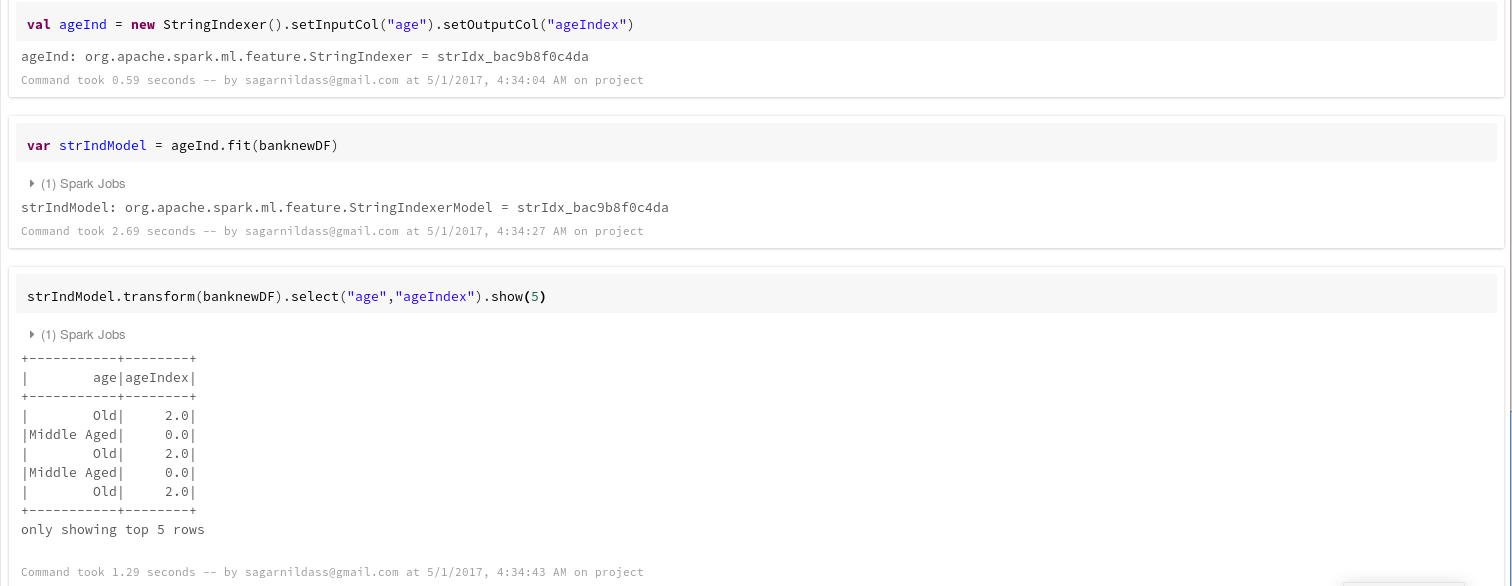 val ageInd = new StringIndexer().setInputCol("age").setOutputCol("ageIndex")
ageInd: org.apache.spark.ml.feature.StringIndexer = strIdx_bac9b8f0c4da
Command took 0.59 seconds -- by sagarnildass@gmail.com at 5/1/2017, 4:34:04 AM on project
var strIndModel = ageInd.fit(banknewDF)
(1) Spark Jobs
strIndModel: org.apache.spark.ml.feature.StringIndexerModel = strIdx_bac9b8f0c4da
Command took 2.69 seconds -- by sagarnildass@gmail.com at 5/1/2017, 4:34:27 AM on project
strIndModel.transform(banknewDF).select("age","ageIndex").show(5)
(1) Spark Jobs
+-----------+--------+
|        age|ageIndex|
+-----------+--------+
|        Old|     2.0|
|Middle Aged|     0.0|
|        Old|     2.0|
|Middle Aged|     0.0|
|        Old|     2.0|
+-----------+--------+
only showing top 5 rows
Command took 1.29 seconds -- by sagarnildass@gmail.com at 5/1/2017, 4:34:43 AM on project